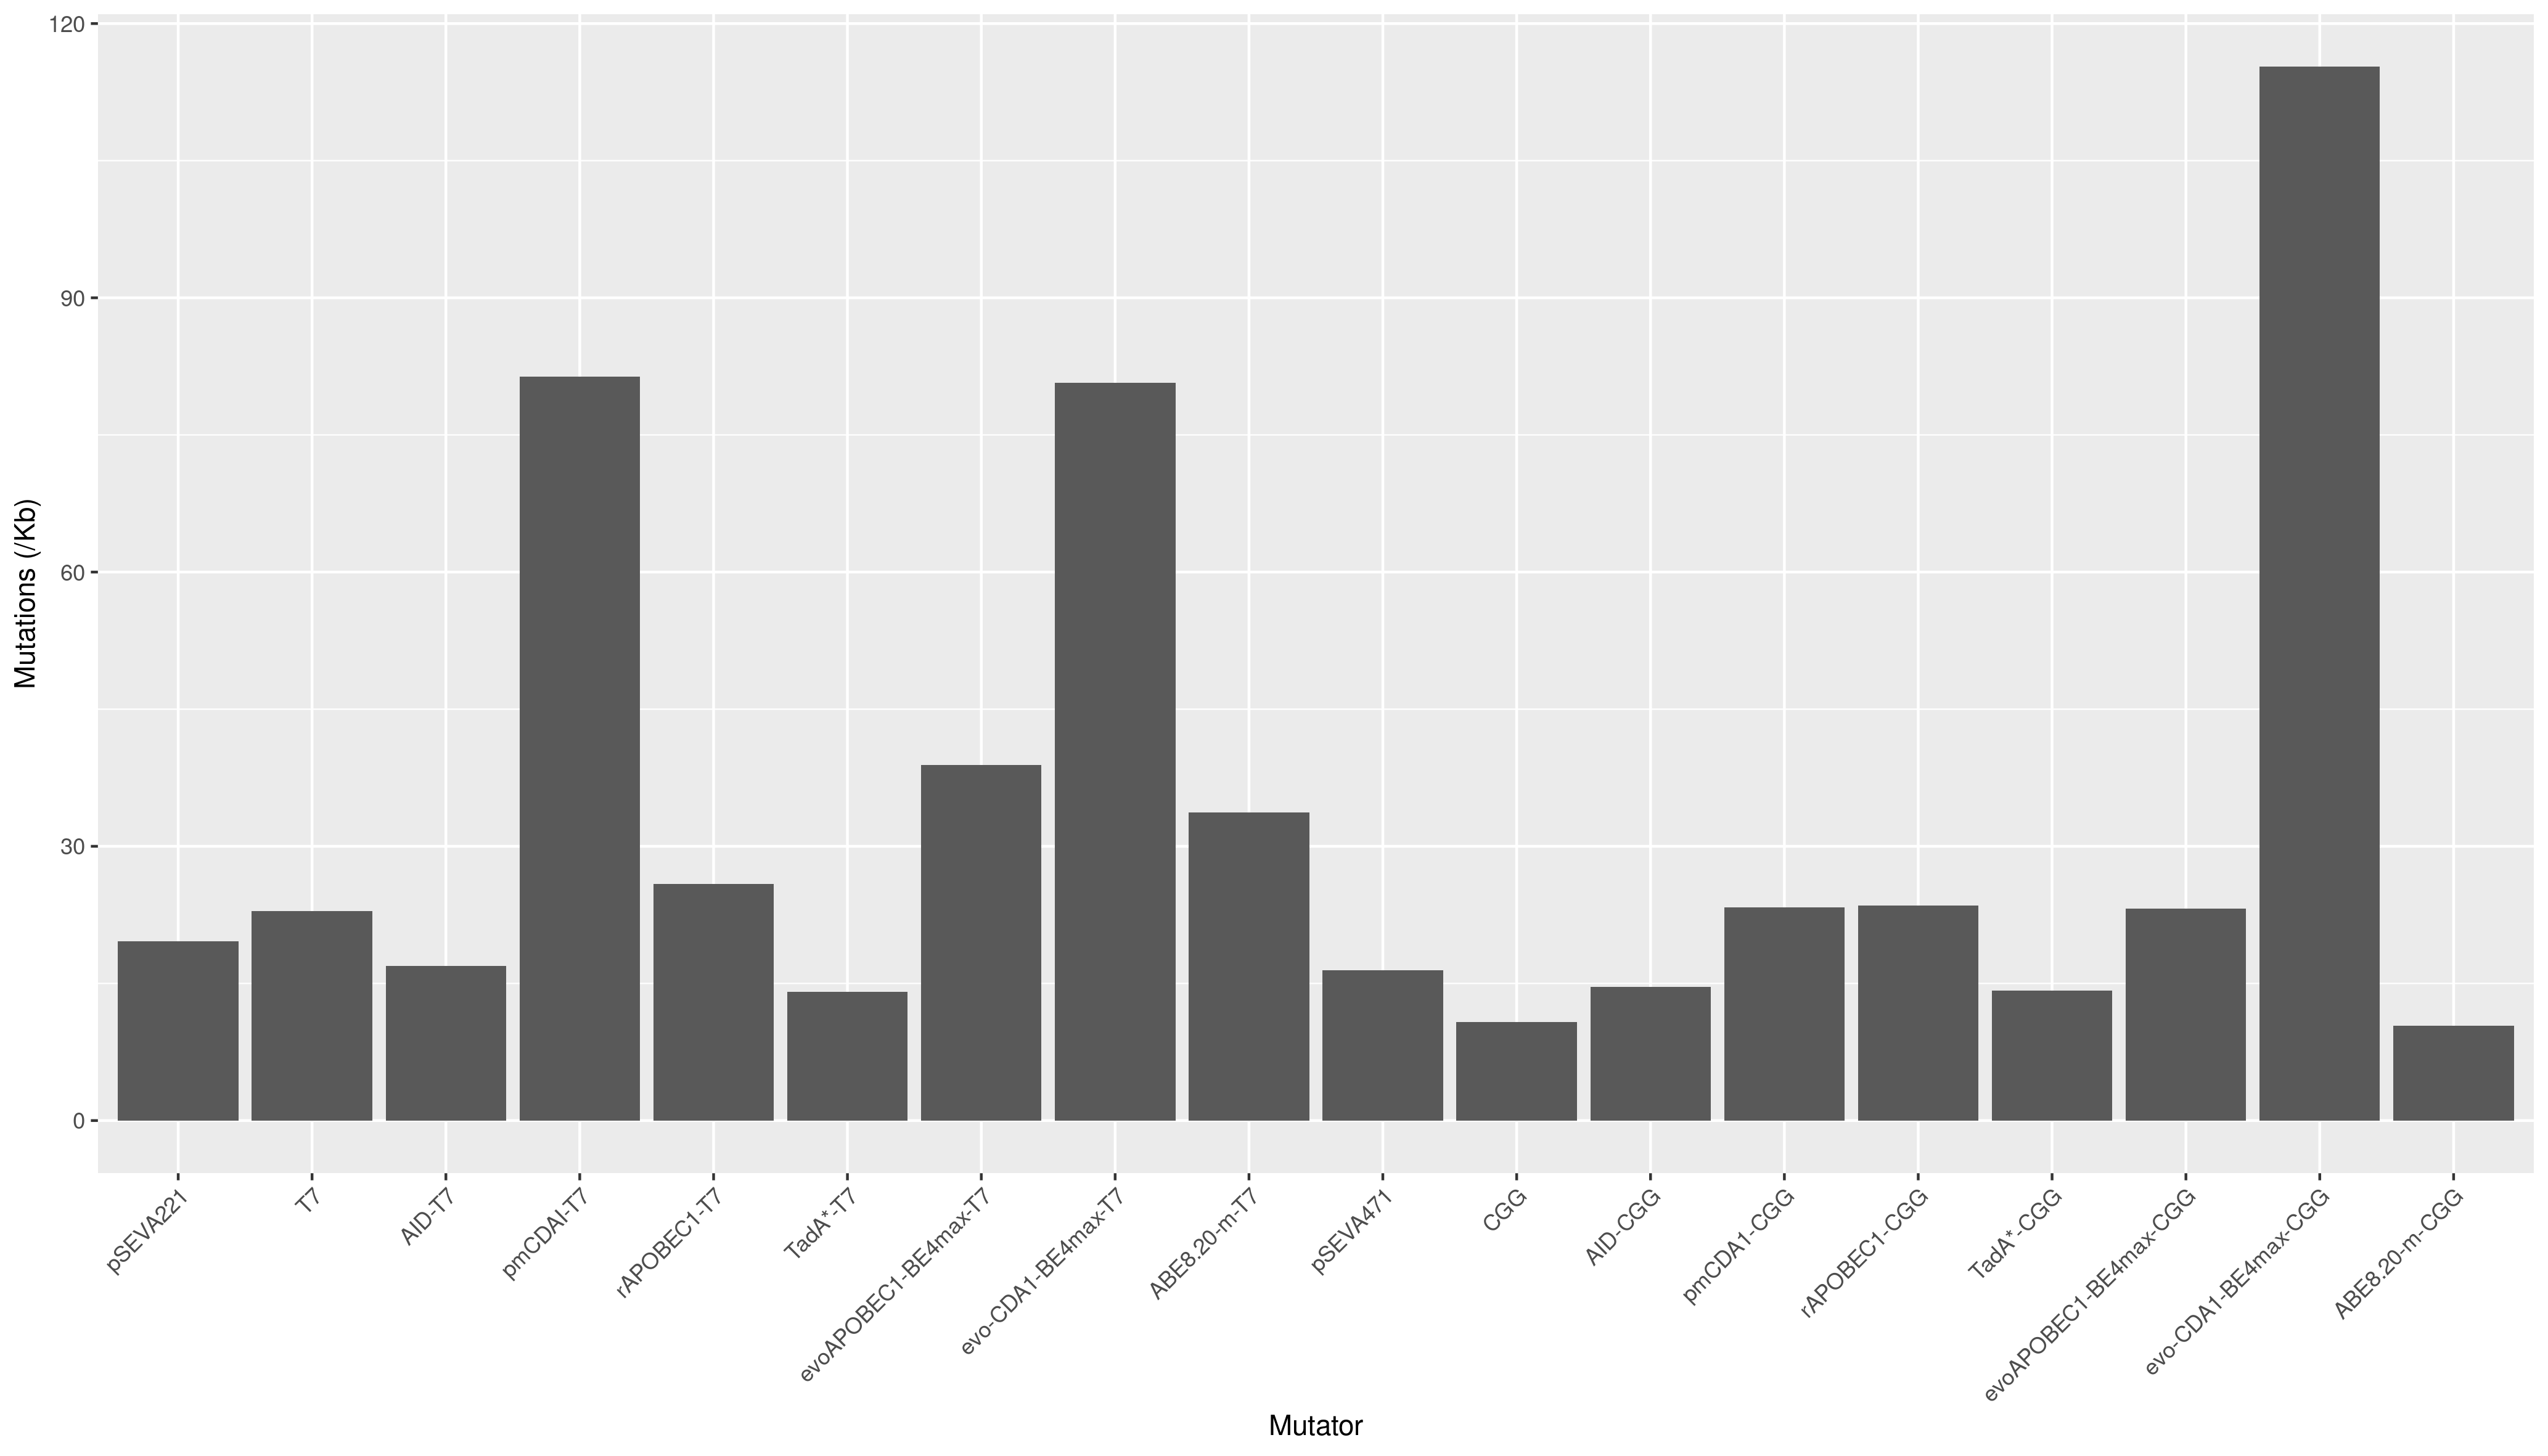 Mutations (/Kb)
120
90
60
30
0
pSEVA221
T7
AID-T7
pmCDAI-T7
rAPOBEC1-T7
TadA*-T7
evoAPOBEC1-BE4max-T7
evo-CDA1-BE4max-T7
ABE8.20-m-T7
pSEVA471
CGG
AID-CGG
pmCDA1-CGG
rAPOBEC1-CGG
TadA*-CGG
evoAPOBEC1-BE4max-CGG
evo-CDA1-BE4max-CGG
ABE8.20-m-CGG
Mutator